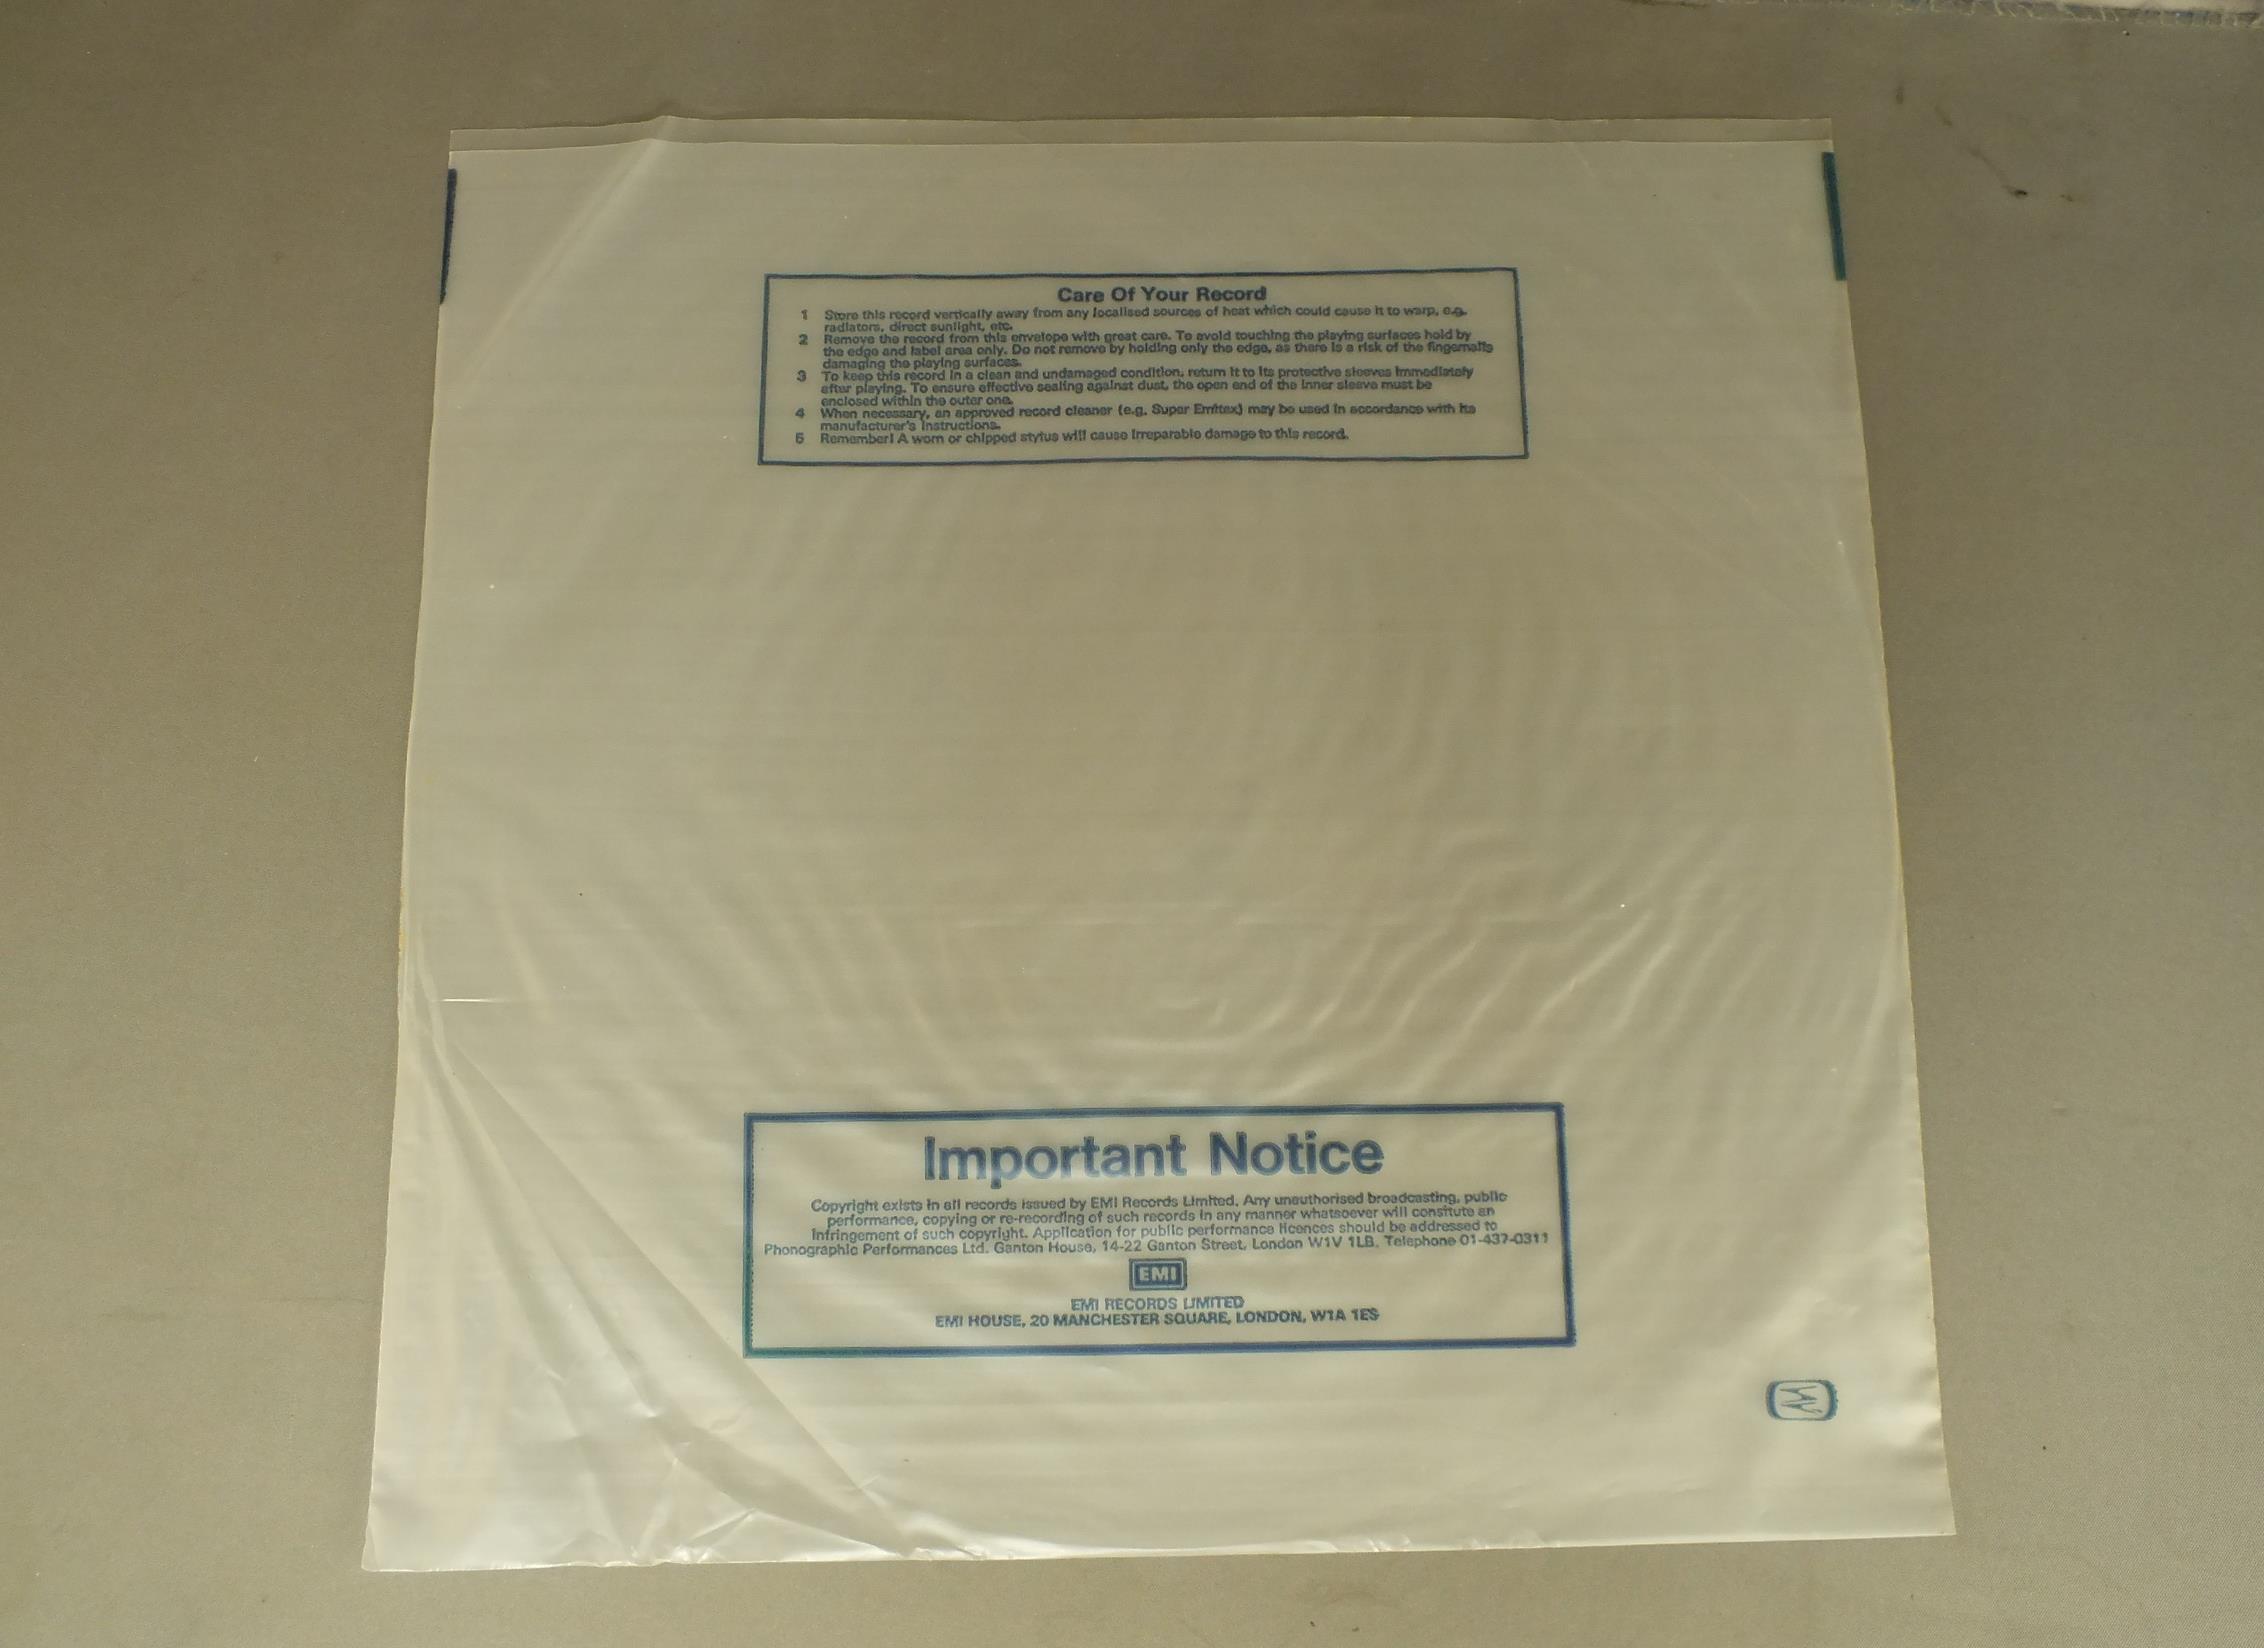 Care Of Your Record
1 Store this record vertically away from any localised sources of heat which could cause it to warp, e.g.
radiators, direct sunlight, etc.
2 Remove the record from this envelope with great care. To avoid touching the playing surfaces hold by
the edge and label area only. Do not remove by holding only the edge, as there is a risk of the fingernails
damaging the playing surfaces.
3 To keep this record in a clean and undamaged condition, return it to its protective sleeves immediately
after playing. To ensure effective sealing against dust, the open end of the inner sleeve must be
enclosed within the outer one.
4 When necessary, an approved record cleaner (e.g. Super Emitex) may be used in accordance with its
manufacturer's instructions.
5 Remember! A worn or chipped stylus will cause irreparable damage to this record.
Important Notice
Copyright exists in all records issued by EMI Records Limited. Any unauthorised broadcasting, public
performance, copying or re-recording of such records in any manner whatsoever will consitute an
infringement of such copyright. Application for public performance licences should be addressed to
Phonographic Performances Ltd. Ganton House, 14-22 Ganton Street, London W1V 1LB. Telephone 01-437-0311
EMI
EMI RECORDS LIMITED
EMI HOUSE, 20 MANCHESTER SQUARE, LONDON, W1A 1ES